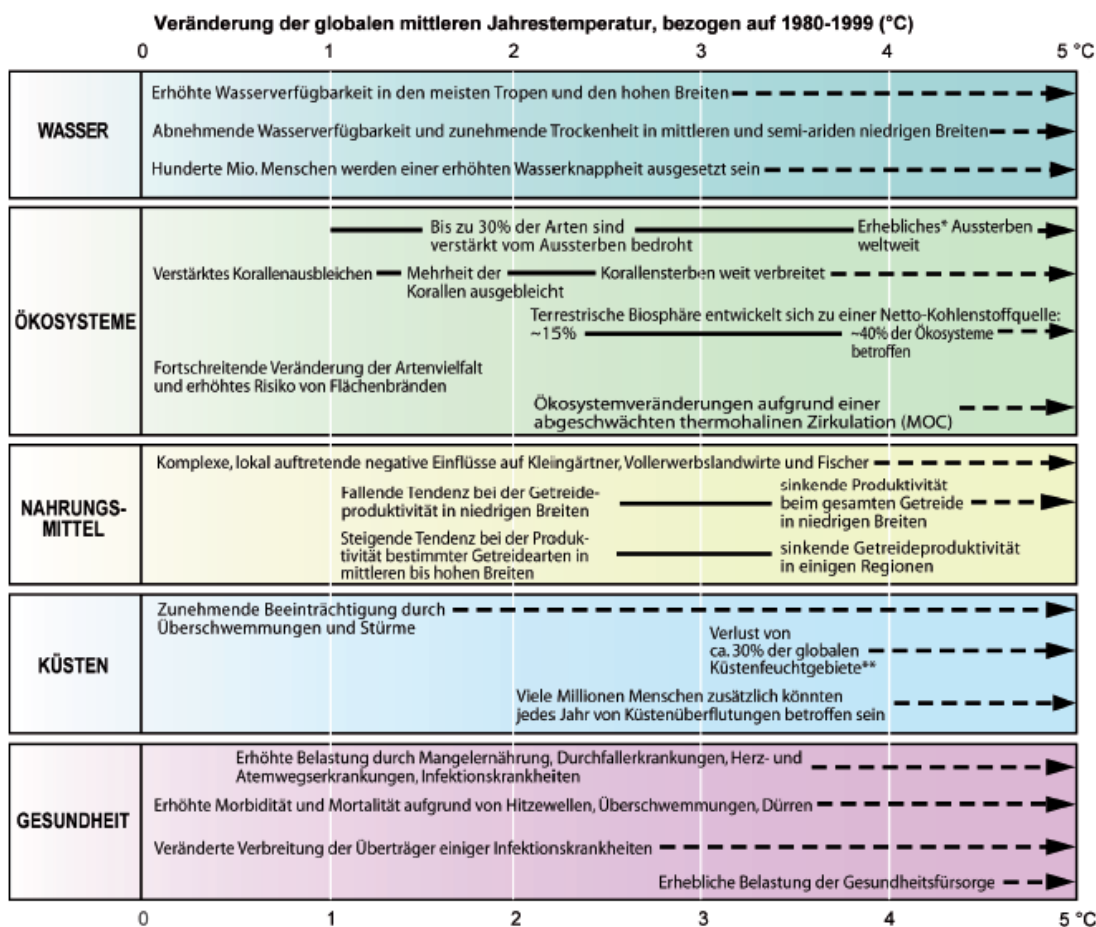 Veränderung der globalen mittleren Jahrestemperatur, bezogen auf 1980-1999 (°C)
0 1 2 3 4 5 °C
WASSER
Erhöhte Wasserverfügbarkeit in den meisten Tropen und den hohen Breiten
Abnehmende Wasserverfügbarkeit und zunehmende Trockenheit in mittleren und semi-ariden niedrigen Breiten
Hunderte Mio. Menschen werden einer erhöhten Wasserknappheit ausgesetzt sein
ÖKOSYSTEME
Bis zu 30% der Arten sind
verstärkt vom Aussterben bedroht
Erhebliches* Aussterben
weltweit
Verstärktes Korallenausbleichen
Mehrheit der
Korallen ausgebleicht
Korallensterben weit verbreitet
Terrestrische Biosphäre entwickelt sich zu einer Netto-Kohlenstoffquelle:
~15%
~40% der Ökosysteme
betroffen
Fortschreitende Veränderung der Artenvielfalt
und erhöhtes Risiko von Flächenbränden
Ökosystemveränderungen aufgrund einer
abgeschwächten thermohalinen Zirkulation (MOC)
NAHRUNGS-
MITTEL
Komplexe, lokal auftretende negative Einflüsse auf Kleingärtner, Vollerwerbslandwirte und Fischer
Fallende Tendenz bei der Getreide-
produktivität in niedrigen Breiten
sinkende Produktivität
beim gesamten Getreide
in niedrigen Breiten
Steigende Tendenz bei der Produk-
tivität bestimmter Getreidearten in
mittleren bis hohen Breiten
sinkende Getreideproduktivität
in einigen Regionen
KÜSTEN
Zunehmende Beeinträchtigung durch
Überschwemmungen und Stürme
Verlust von
ca. 30% der globalen
Küstenfeuchtgebiete**
Viele Millionen Menschen zusätzlich könnten
jedes Jahr von Küstenüberflutungen betroffen sein
GESUNDHEIT
Erhöhte Belastung durch Mangelernährung, Durchfallerkrankungen, Herz- und
Atemwegserkrankungen, Infektionskrankheiten
Erhöhte Morbidität und Mortalität aufgrund von Hitzewellen, Überschwemmungen, Dürren
Veränderte Verbreitung der Überträger einiger Infektionskrankheiten
Erhebliche Belastung der Gesundheitsfürsorge
0 1 2 3 4 5 °C